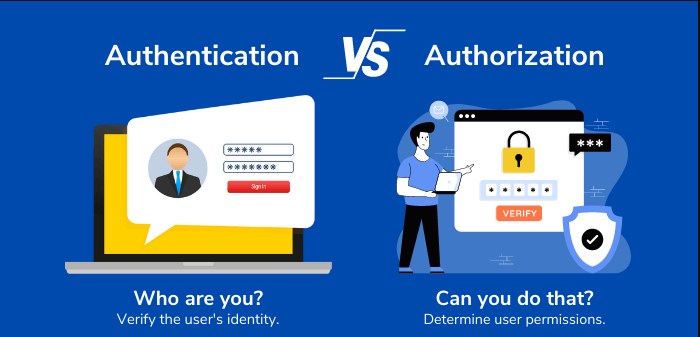 Authentication
VS
Authorization
*****
*******
Sign in
***
*****
VERIFY
Who are you?
Verify the user's identity.
Can you do that?
Determine user permissions.